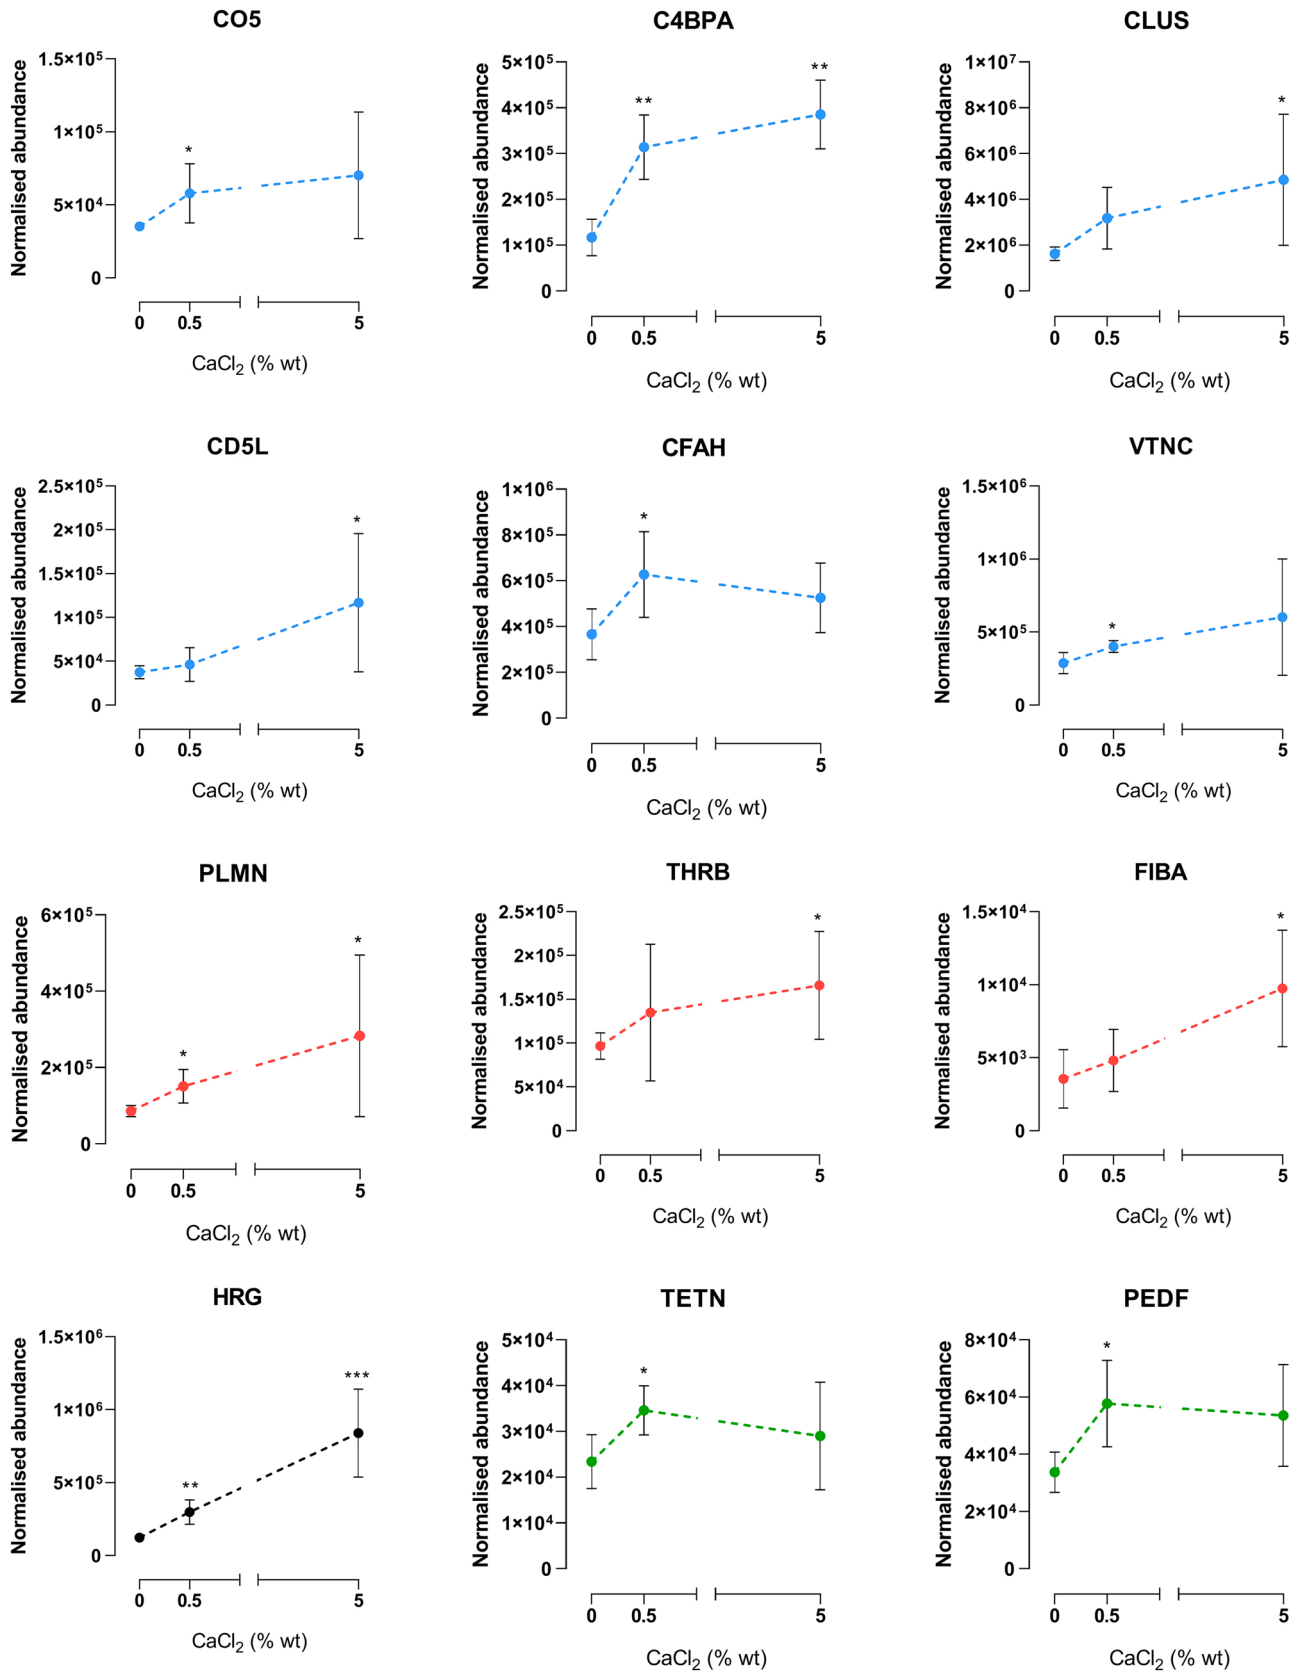 CO5
Normalised abundance
1.5×10⁵
1×10⁵
5×10⁴
0
*
0 0.5 5
CaCl₂ (% wt)
C4BPA
Normalised abundance
5×10⁵
4×10⁵
3×10⁵
2×10⁵
1×10⁵
0
** **
0 0.5 5
CaCl₂ (% wt)
CLUS
Normalised abundance
1×10⁷
8×10⁶
6×10⁶
4×10⁶
2×10⁶
0
*
0 0.5 5
CaCl₂ (% wt)
CD5L
Normalised abundance
2.5×10⁵
2×10⁵
1.5×10⁵
1×10⁵
5×10⁴
0
*
0 0.5 5
CaCl₂ (% wt)
CFAH
Normalised abundance
1×10⁶
8×10⁵
6×10⁵
4×10⁵
2×10⁵
0
*
0 0.5 5
CaCl₂ (% wt)
VTNC
Normalised abundance
1.5×10⁶
1×10⁶
5×10⁵
0
*
0 0.5 5
CaCl₂ (% wt)
PLMN
Normalised abundance
6×10⁵
4×10⁵
2×10⁵
0
* *
0 0.5 5
CaCl₂ (% wt)
THRB
Normalised abundance
2.5×10⁵
2×10⁵
1.5×10⁵
1×10⁵
5×10⁴
0
*
0 0.5 5
CaCl₂ (% wt)
FIBA
Normalised abundance
1.5×10⁴
1×10⁴
5×10³
0
*
0 0.5 5
CaCl₂ (% wt)
HRG
Normalised abundance
1.5×10⁶
1×10⁶
5×10⁵
0
** ***
0 0.5 5
CaCl₂ (% wt)
TETN
Normalised abundance
5×10⁴
4×10⁴
3×10⁴
2×10⁴
1×10⁴
0
*
0 0.5 5
CaCl₂ (% wt)
PEDF
Normalised abundance
8×10⁴
6×10⁴
4×10⁴
2×10⁴
0
*
0 0.5 5
CaCl₂ (% wt)